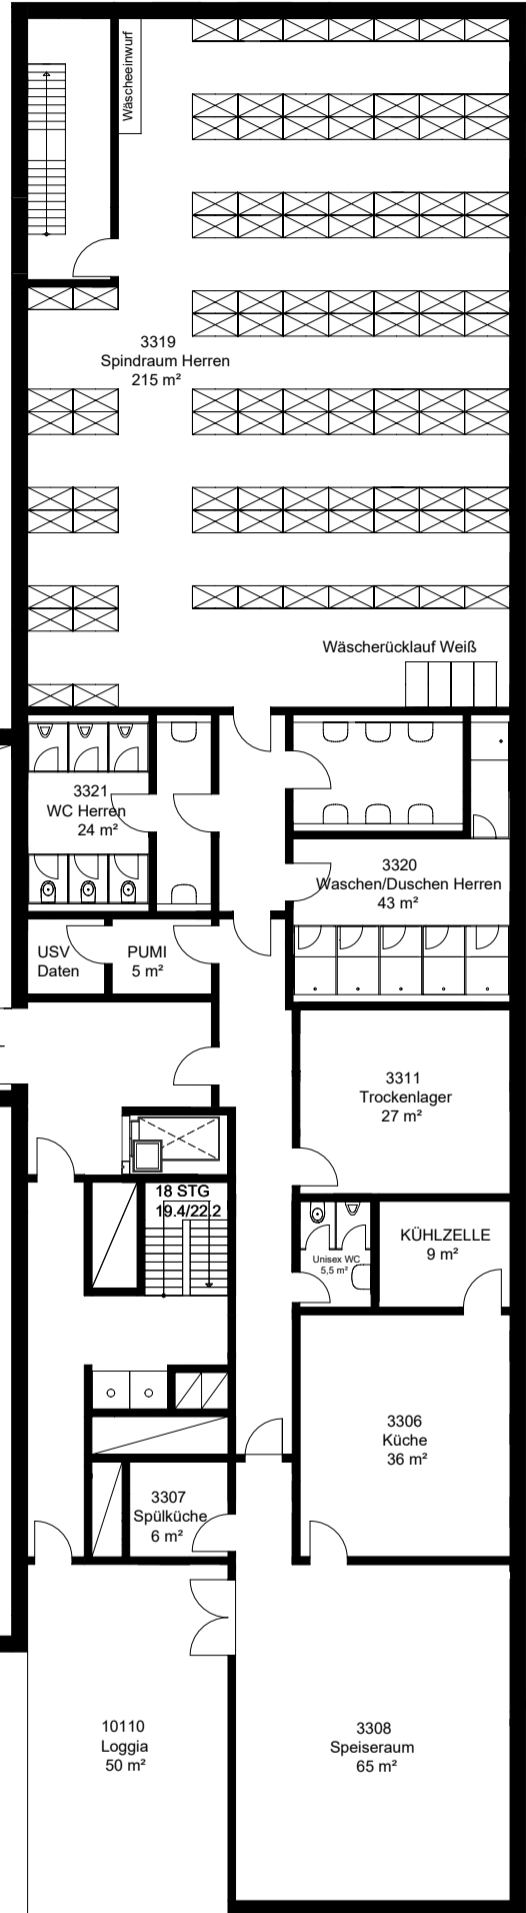 Wäscheeinwurf
3319
Spindraum Herren
215 m²
Wäscherücklauf Weiß
3321
WC Herren
24 m²
3320
Waschen/Duschen Herren
43 m²
USV
Daten
PUMI
5 m²
3311
Trockenlager
27 m²
18 STG
19.4/22.2
Unisex WC
5,5 m²
KÜHLZELLE
9 m²
3306
Küche
36 m²
3307
Spülküche
6 m²
10110
Loggia
50 m²
3308
Speiseraum
65 m²